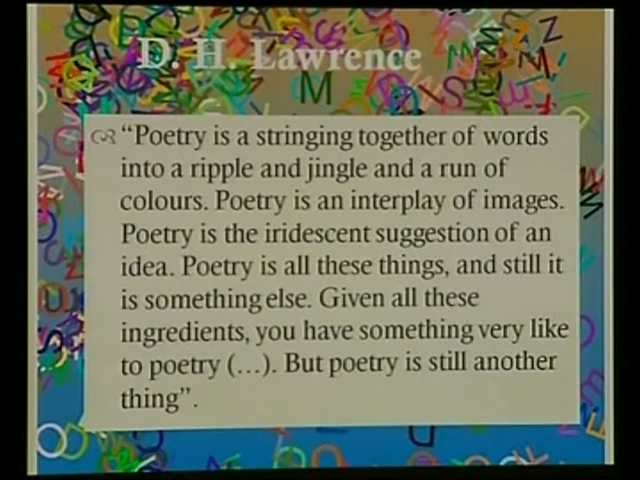 D. H. Lawrence
“Poetry is a stringing together of words
into a ripple and jingle and a run of
colours. Poetry is an interplay of images.
Poetry is the iridescent suggestion of an
idea. Poetry is all these things, and still it
is something else. Given all these
ingredients, you have something very like
to poetry (…). But poetry is still another
thing”.